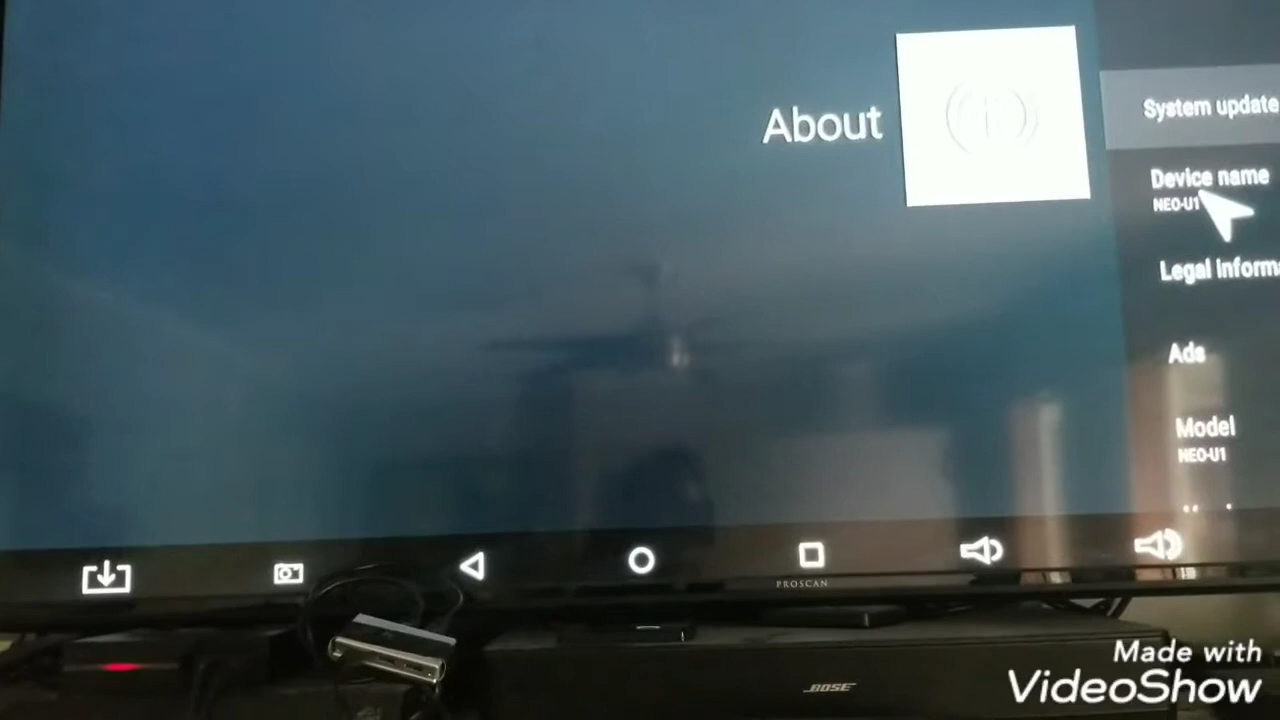 About
System update
Device name
NEO-U1
Legal inform
Ads
Model
NEO-U1
PROSCAN
BOSE
Made with
VideoShow